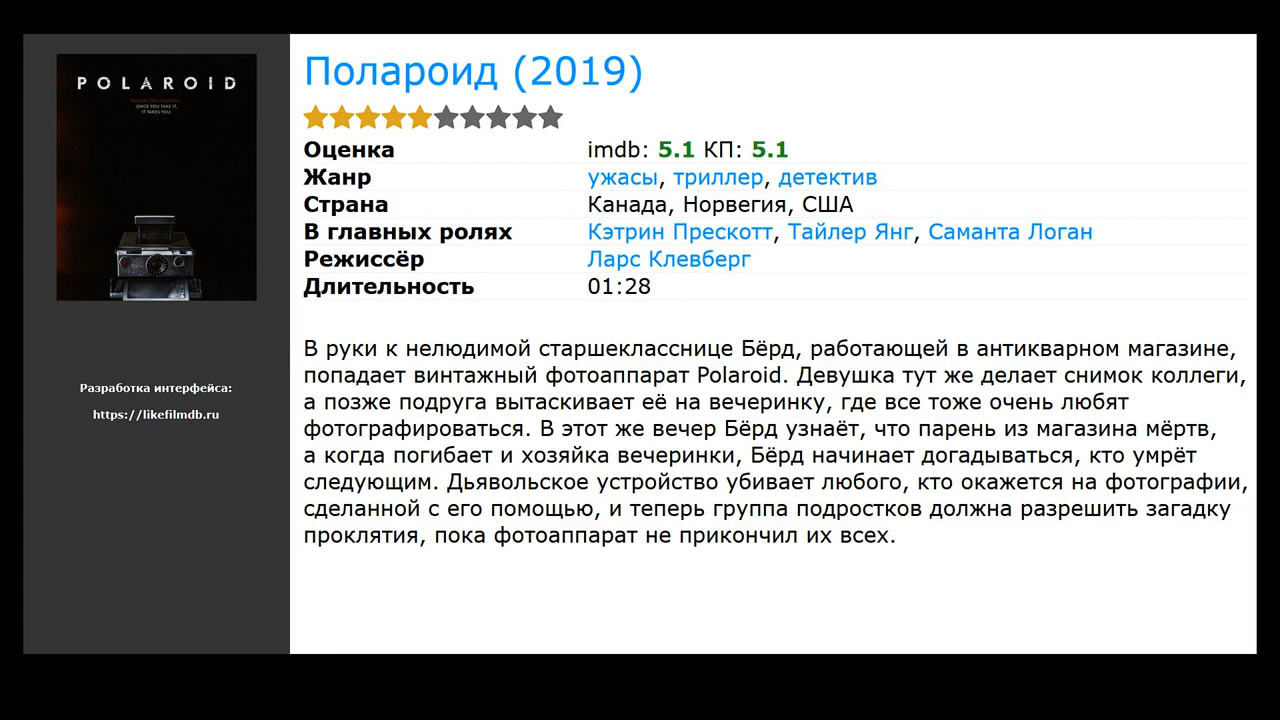 POLAROID
ONCE YOU TAKE IT,
IT TAKES YOU.
Разработка интерфейса:
https://likefilmdb.ru
Полароид (2019)
Оценка imdb: 5.1 КП: 5.1
Жанр ужасы, триллер, детектив
Страна Канада, Норвегия, США
В главных ролях Кэтрин Прескотт, Тайлер Янг, Саманта Логан
Режиссёр Ларс Клевберг
Длительность 01:28
В руки к нелюдимой старшекласснице Бёрд, работающей в антикварном магазине,
попадает винтажный фотоаппарат Polaroid. Девушка тут же делает снимок коллеги,
а позже подруга вытаскивает её на вечеринку, где все тоже очень любят
фотографироваться. В этот же вечер Бёрд узнаёт, что парень из магазина мёртв,
а когда погибает и хозяйка вечеринки, Бёрд начинает догадываться, кто умрёт
следующим. Дьявольское устройство убивает любого, кто окажется на фотографии,
сделанной с его помощью, и теперь группа подростков должна разрешить загадку
проклятия, пока фотоаппарат не прикончил их всех.